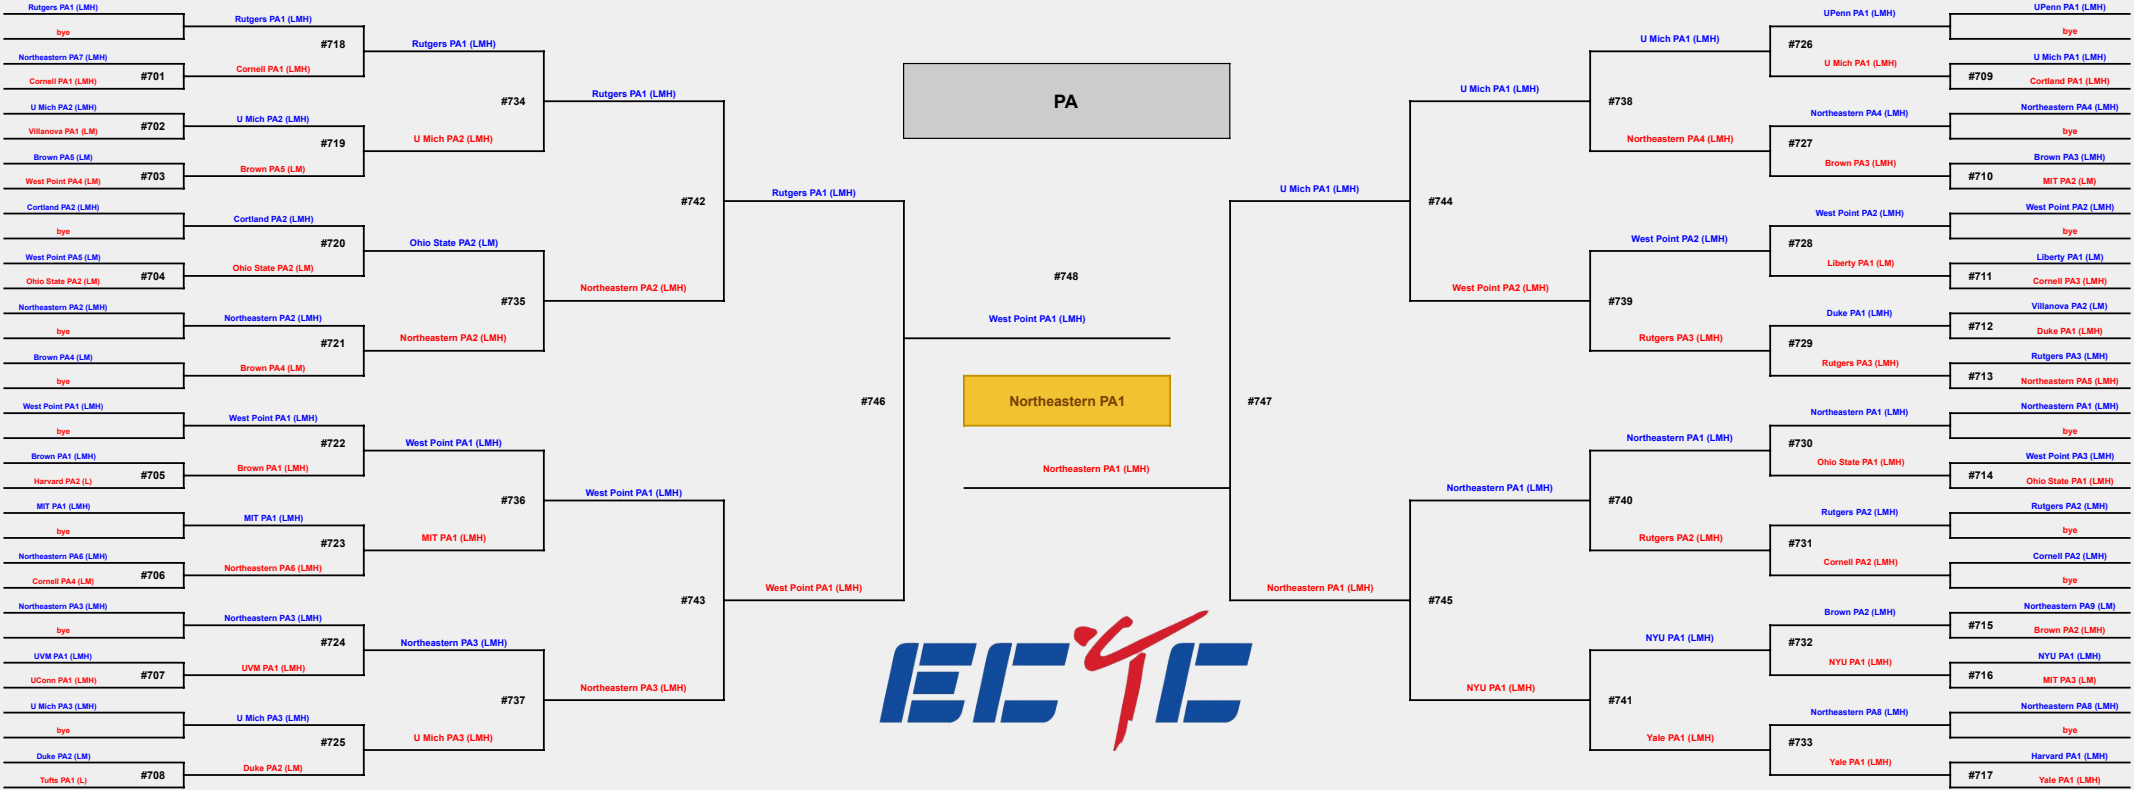 Rutgers PA1 (LMH)
bye
Northeastern PA7 (LMH)
#701
Cornell PA1 (LMH)
U Mich PA2 (LMH)
#702
Villanova PA1 (LM)
Brown PA5 (LM)
#703
West Point PA4 (LM)
Cortland PA2 (LMH)
bye
West Point PA5 (LM)
#704
Ohio State PA2 (LM)
Northeastern PA2 (LMH)
bye
Brown PA4 (LM)
bye
West Point PA1 (LMH)
bye
Brown PA1 (LMH)
#705
Harvard PA2 (L)
MIT PA1 (LMH)
bye
Northeastern PA6 (LMH)
#706
Cornell PA4 (LM)
Northeastern PA3 (LMH)
bye
UVM PA1 (LMH)
#707
UConn PA1 (LMH)
U Mich PA3 (LMH)
bye
Duke PA2 (LM)
#708
Tufts PA1 (L)
Rutgers PA1 (LMH)
#718
Cornell PA1 (LMH)
U Mich PA2 (LMH)
#719
Brown PA5 (LM)
Cortland PA2 (LMH)
#720
Ohio State PA2 (LM)
Northeastern PA2 (LMH)
#721
Brown PA4 (LM)
West Point PA1 (LMH)
#722
Brown PA1 (LMH)
MIT PA1 (LMH)
#723
Northeastern PA6 (LMH)
Northeastern PA3 (LMH)
#724
UVM PA1 (LMH)
U Mich PA3 (LMH)
#725
Duke PA2 (LM)
Rutgers PA1 (LMH)
#734
U Mich PA2 (LMH)
Ohio State PA2 (LM)
#735
Northeastern PA2 (LMH)
West Point PA1 (LMH)
#736
MIT PA1 (LMH)
Northeastern PA3 (LMH)
#737
U Mich PA3 (LMH)
Rutgers PA1 (LMH)
#742
Northeastern PA2 (LMH)
West Point PA1 (LMH)
#743
Northeastern PA3 (LMH)
Rutgers PA1 (LMH)
#746
West Point PA1 (LMH)
PA
#748
West Point PA1 (LMH)
Northeastern PA1
Northeastern PA1 (LMH)
ECTC
U Mich PA1 (LMH)
#747
Northeastern PA1 (LMH)
U Mich PA1 (LMH)
#744
West Point PA2 (LMH)
Northeastern PA1 (LMH)
#745
NYU PA1 (LMH)
U Mich PA1 (LMH)
#738
Northeastern PA4 (LMH)
West Point PA2 (LMH)
#739
Rutgers PA3 (LMH)
Northeastern PA1 (LMH)
#740
Rutgers PA2 (LMH)
NYU PA1 (LMH)
#741
Yale PA1 (LMH)
UPenn PA1 (LMH)
#726
U Mich PA1 (LMH)
Northeastern PA4 (LMH)
#727
Brown PA3 (LMH)
West Point PA2 (LMH)
#728
Liberty PA1 (LM)
Duke PA1 (LMH)
#729
Rutgers PA3 (LMH)
Northeastern PA1 (LMH)
#730
Ohio State PA1 (LMH)
Rutgers PA2 (LMH)
#731
Cornell PA2 (LMH)
Brown PA2 (LMH)
#732
NYU PA1 (LMH)
Northeastern PA8 (LMH)
#733
Yale PA1 (LMH)
UPenn PA1 (LMH)
bye
U Mich PA1 (LMH)
#709
Cortland PA1 (LMH)
Northeastern PA4 (LMH)
bye
Brown PA3 (LMH)
#710
MIT PA2 (LM)
West Point PA2 (LMH)
bye
Liberty PA1 (LM)
#711
Cornell PA3 (LMH)
Villanova PA2 (LM)
#712
Duke PA1 (LMH)
Rutgers PA3 (LMH)
#713
Northeastern PA5 (LMH)
Northeastern PA1 (LMH)
bye
West Point PA3 (LMH)
#714
Ohio State PA1 (LMH)
Rutgers PA2 (LMH)
bye
Cornell PA2 (LMH)
bye
Northeastern PA9 (LM)
#715
Brown PA2 (LMH)
NYU PA1 (LMH)
#716
MIT PA3 (LM)
Northeastern PA8 (LMH)
bye
Harvard PA1 (LMH)
#717
Yale PA1 (LMH)